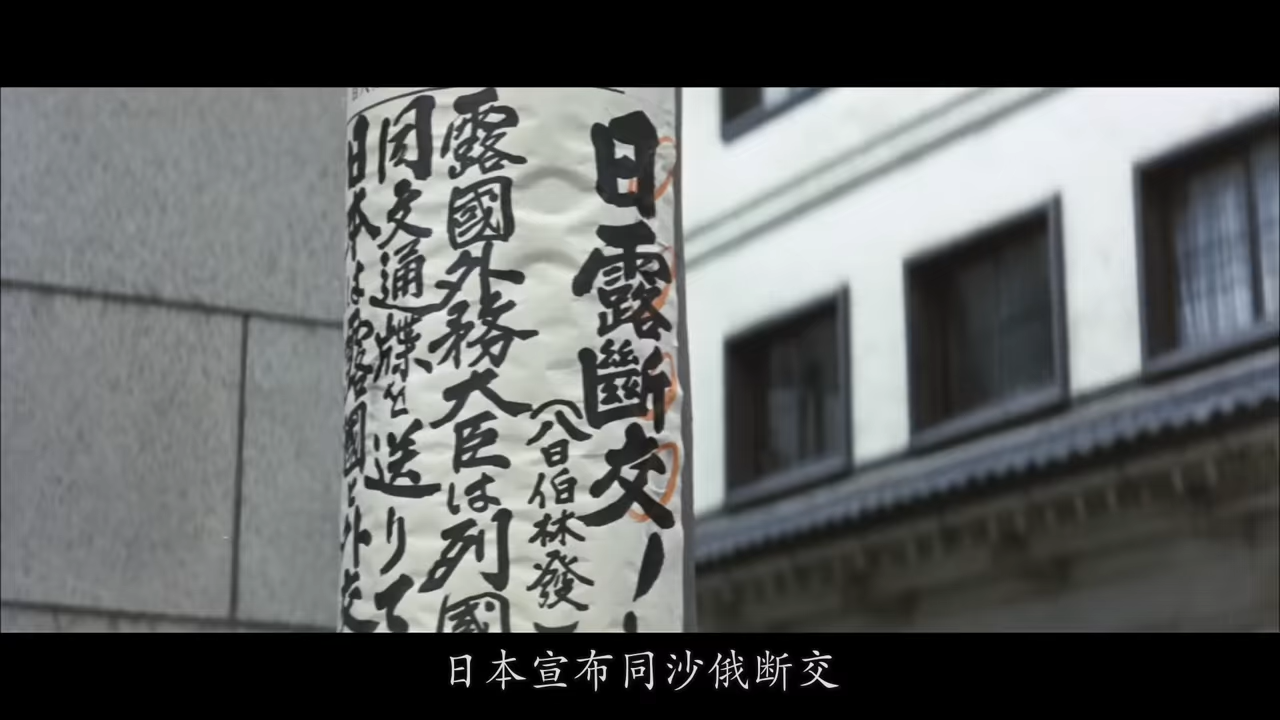 日露斷交！
（八日伯林發）
露國外務大臣は列國
同文通牒を送りて
日本は露國と外交
日本宣布同沙俄断交